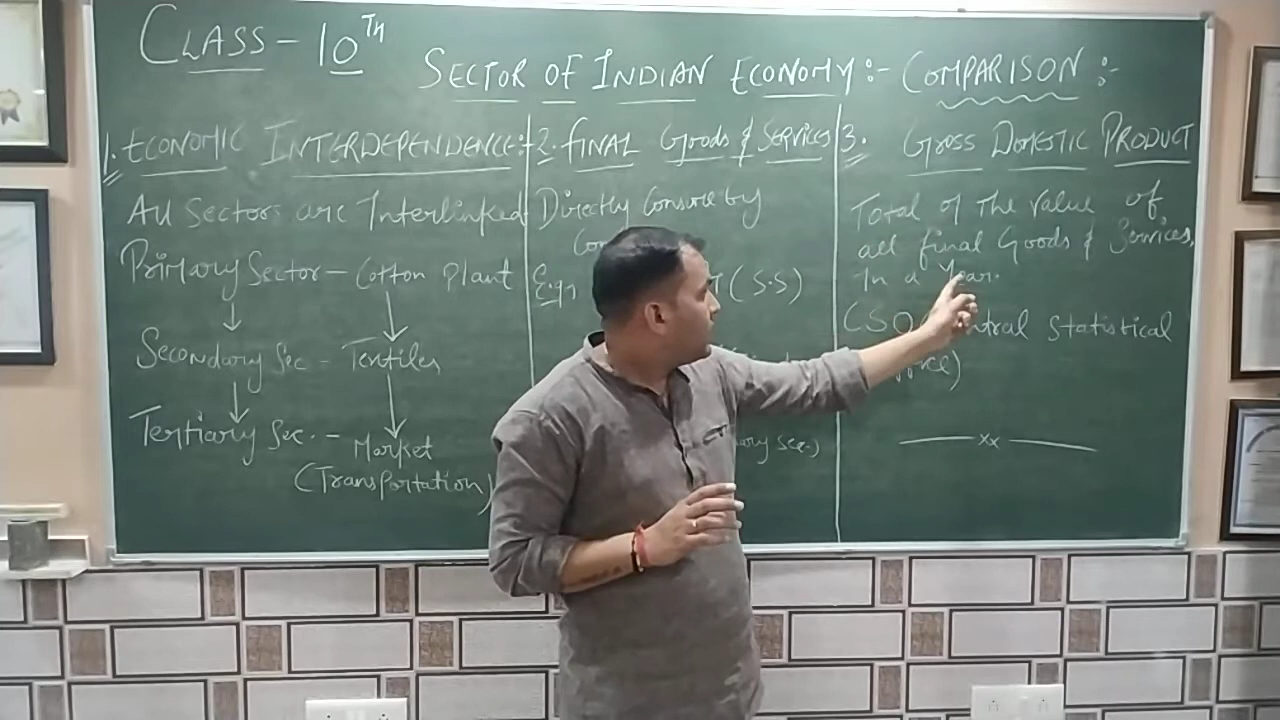 CLASS - 10Th
SECTOR OF INDIAN ECONOMY:- COMPARISON:-
1. ECONOMIC INTERDEPENDENCE:-
All Sectors are Interlinked
Primary Sector - Cotton Plant
Secondary Sec - Textiles
Tertiary Sec. - Market
(Transportation)
2. FINAL Goods & SERVICES
Directly Consume by
E.g. (S.S)
3. GROSS DOMESTIC PRODUCT
Total of The value of
all final Goods & Services,
In a Year.
(CSO Statistical
xx